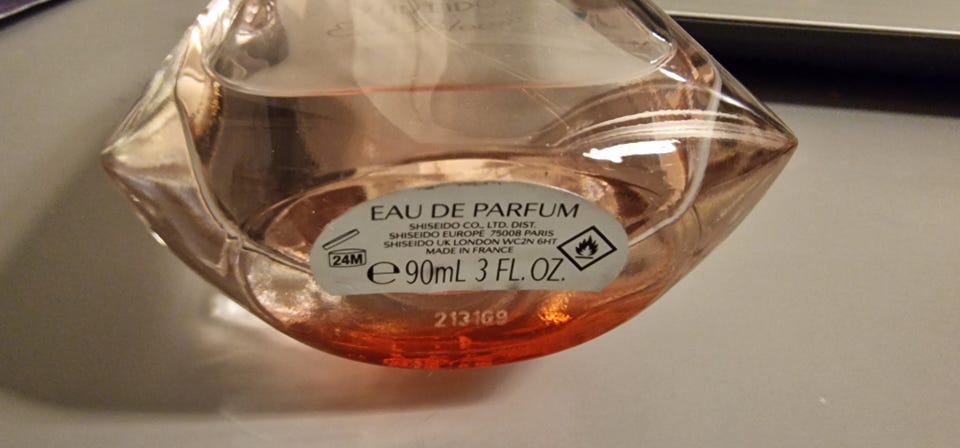 EAU DE PARFUM
SHISEIDO CO., LTD. DIST.
SHISEIDO EUROPE 75008 PARIS
SHISEIDO UK LONDON WC2N 6HT
MADE IN FRANCE
24M
℮ 90mL 3 FL. OZ.
2131G9